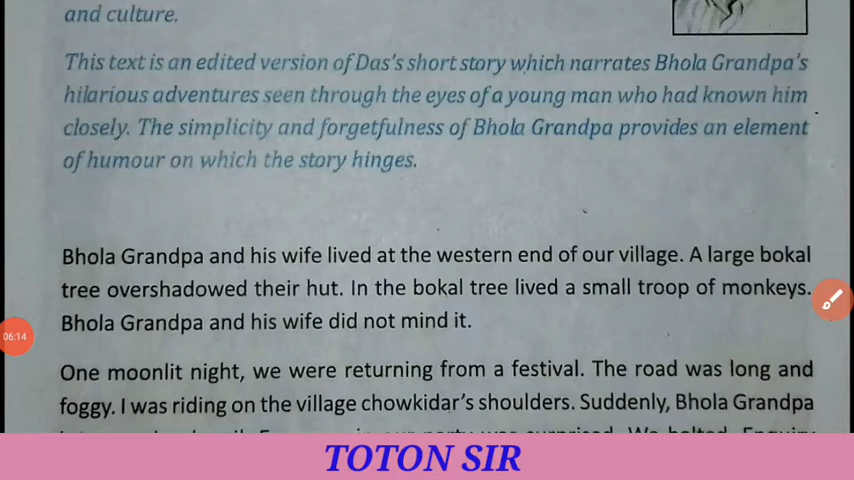 and culture.
This text is an edited version of Das's short story which narrates Bhola Grandpa's
hilarious adventures seen through the eyes of a young man who had known him
closely. The simplicity and forgetfulness of Bhola Grandpa provides an element
of humour on which the story hinges.
Bhola Grandpa and his wife lived at the western end of our village. A large bokal
tree overshadowed their hut. In the bokal tree lived a small troop of monkeys.
Bhola Grandpa and his wife did not mind it.
06:14
One moonlit night, we were returning from a festival. The road was long and
foggy. I was riding on the village chowkidar's shoulders. Suddenly, Bhola Grandpa
TOTON SIR